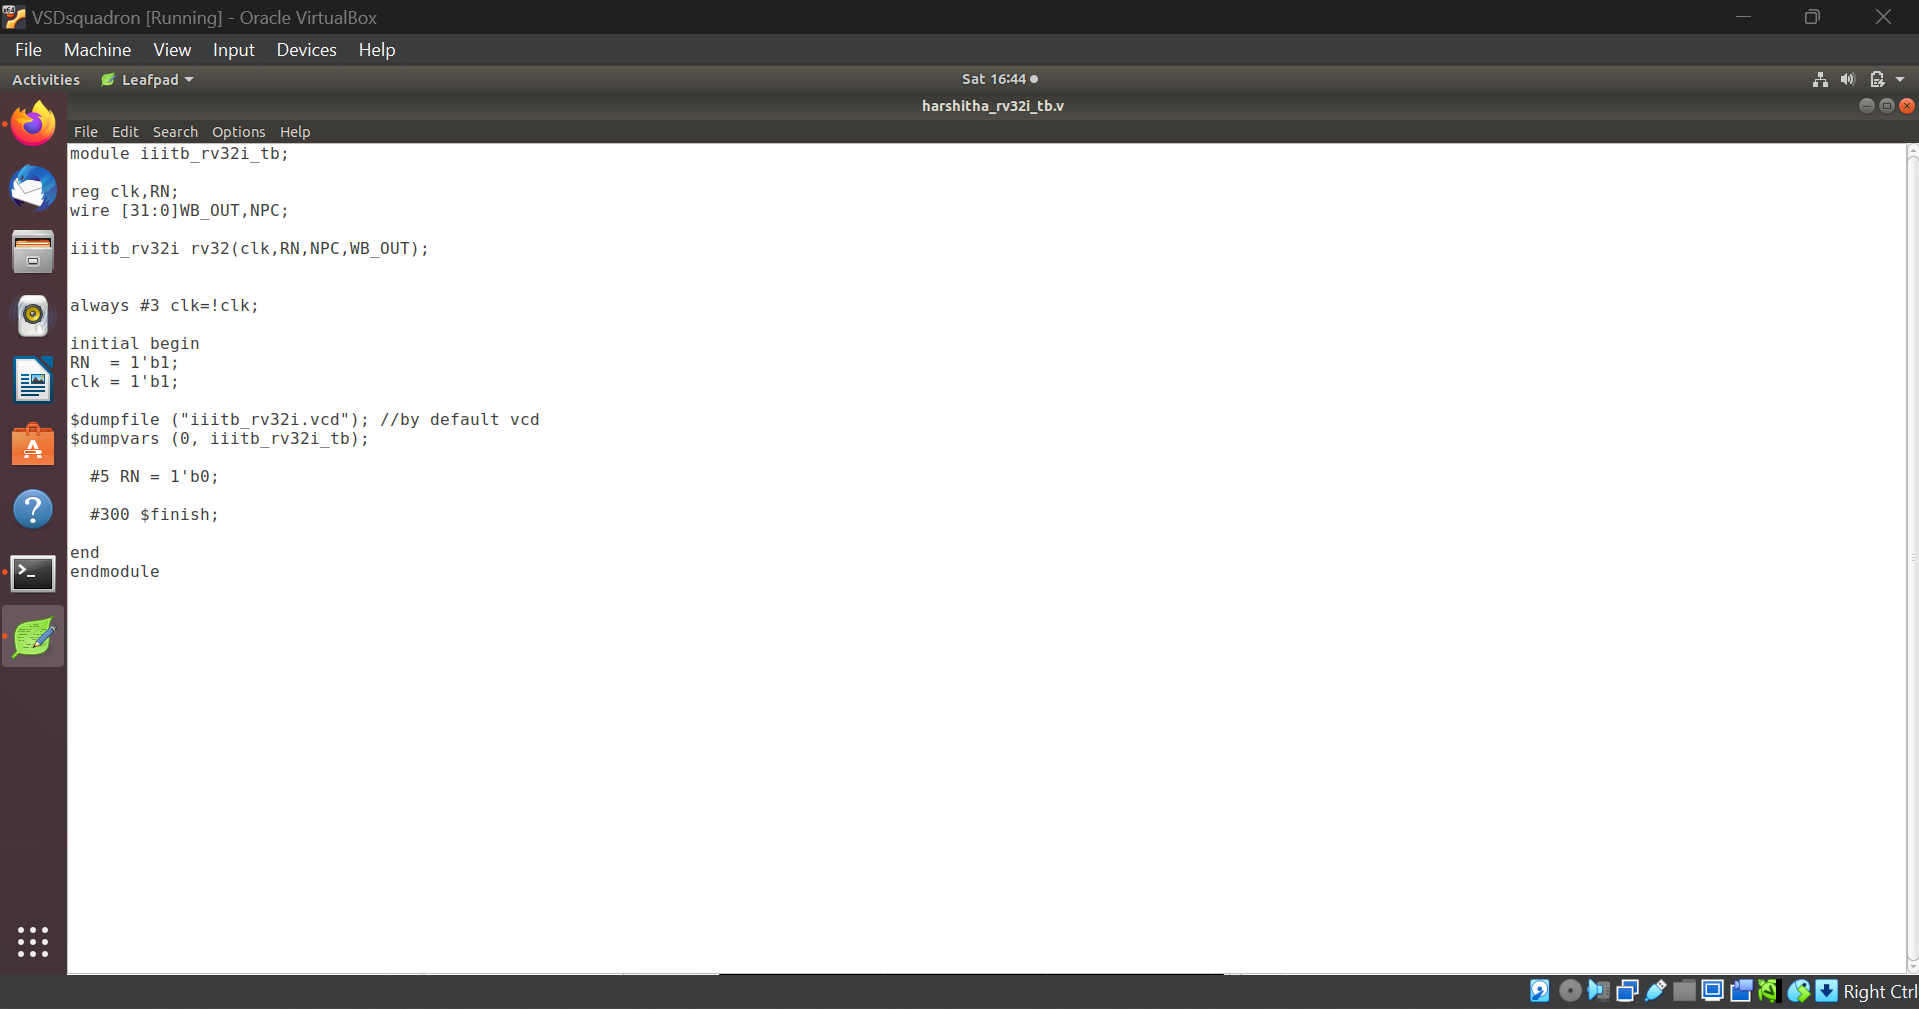 VSDsquadron [Running] - Oracle VirtualBox
File Machine View Input Devices Help
Activities Leafpad Sat 16:44
harshitha_rv32i_tb.v
File Edit Search Options Help
module iiitb_rv32i_tb;
reg clk,RN;
wire [31:0]WB_OUT,NPC;
iiitb_rv32i rv32(clk,RN,NPC,WB_OUT);
always #3 clk=!clk;
initial begin
RN  = 1'b1;
clk = 1'b1;
$dumpfile ("iiitb_rv32i.vcd"); //by default vcd
$dumpvars (0, iiitb_rv32i_tb);
  #5 RN = 1'b0;
  #300 $finish;
end
endmodule
Right Ctrl